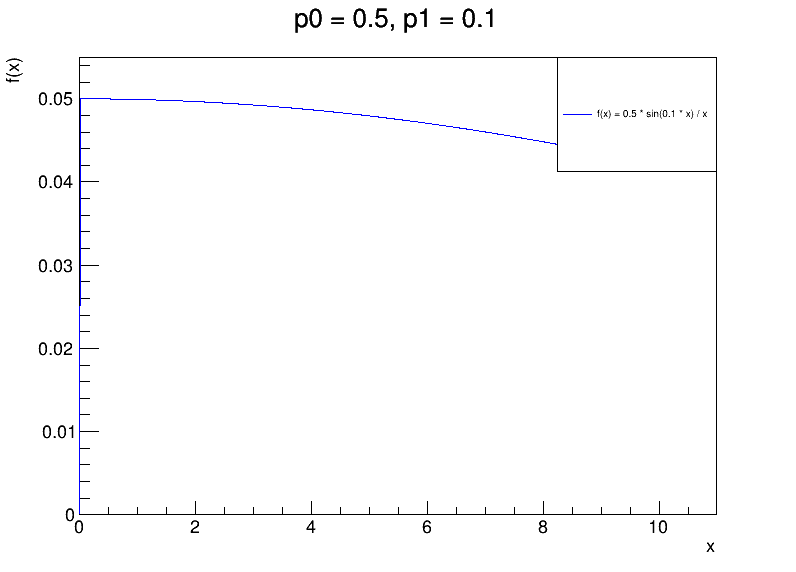 p0 = 0.5, p1 = 0.1
f(x)
f(x) = 0.5 * sin(0.1 * x) / x
0.05
0.04
0.03
0.02
0.01
0
0 2 4 6 8 10
x